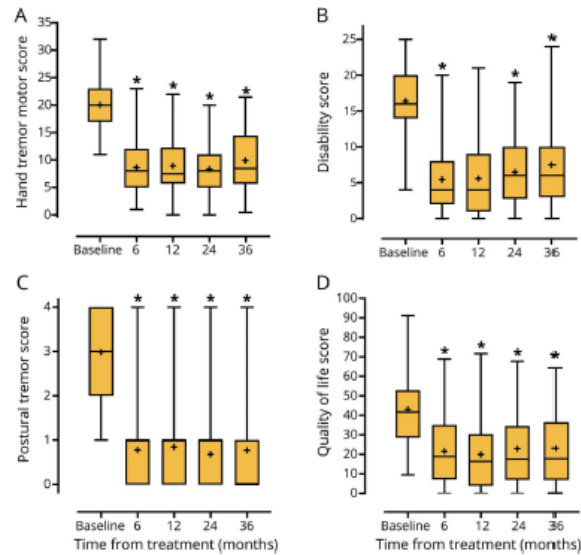 A
Hand tremor motor score
35
30
25
20
15
10
5
0
* * * *
Baseline 6 12 24 36
B
Disability score
25
20
15
10
5
0
* * *
Baseline 6 12 24 36
C
Postural tremor score
4
3
2
1
0
* * * *
Baseline 6 12 24 36
Time from treatment (months)
D
Quality of life score
100
90
80
70
60
50
40
30
20
10
0
* * * *
Baseline 6 12 24 36
Time from treatment (months)